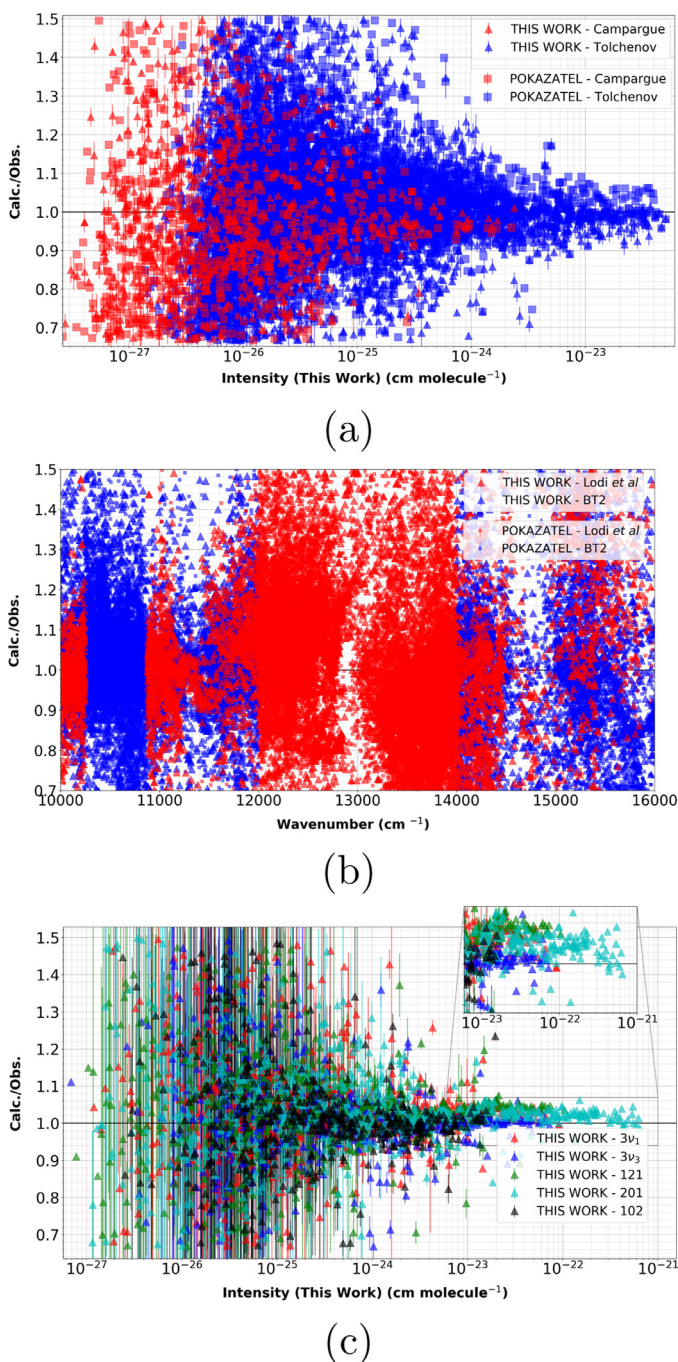 1.5
1.4
1.3
1.2
1.1
1.0
0.9
0.8
0.7
Calc./Obs.
THIS WORK - Campargue
THIS WORK - Tolchenov
POKAZATEL - Campargue
POKAZATEL - Tolchenov
10⁻²⁷ 10⁻²⁶ 10⁻²⁵ 10⁻²⁴ 10⁻²³
Intensity (This Work) (cm molecule⁻¹)
(a)
1.5
1.4
1.3
1.2
1.1
1.0
0.9
0.8
0.7
Calc./Obs.
THIS WORK - Lodi et al
THIS WORK - BT2
POKAZATEL - Lodi et al
POKAZATEL - BT2
10000 11000 12000 13000 14000 15000 16000
Wavenumber (cm ⁻¹)
(b)
10⁻²³ 10⁻²² 10⁻²¹
1.5
1.4
1.3
1.2
1.1
1.0
0.9
0.8
0.7
Calc./Obs.
THIS WORK - 3ν₁
THIS WORK - 3ν₃
THIS WORK - 121
THIS WORK - 201
THIS WORK - 102
10⁻²⁷ 10⁻²⁶ 10⁻²⁵ 10⁻²⁴ 10⁻²³ 10⁻²² 10⁻²¹
Intensity (This Work) (cm molecule⁻¹)
(c)